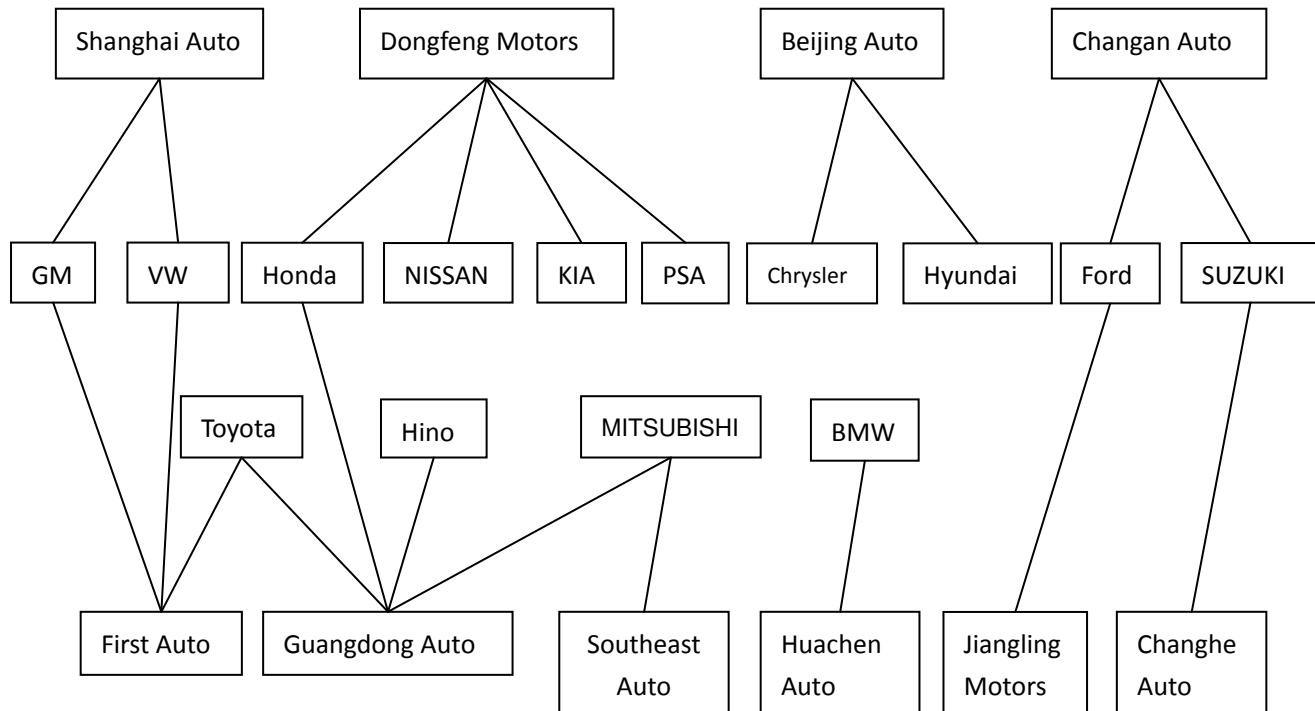 Shanghai Auto
Dongfeng Motors
Beijing Auto
Changan Auto
GM
VW
Honda
NISSAN
KIA
PSA
Chrysler
Hyundai
Ford
SUZUKI
Toyota
Hino
MITSUBISHI
BMW
First Auto
Guangdong Auto
Southeast
Auto
Huachen
Auto
Jiangling
Motors
Changhe
Auto